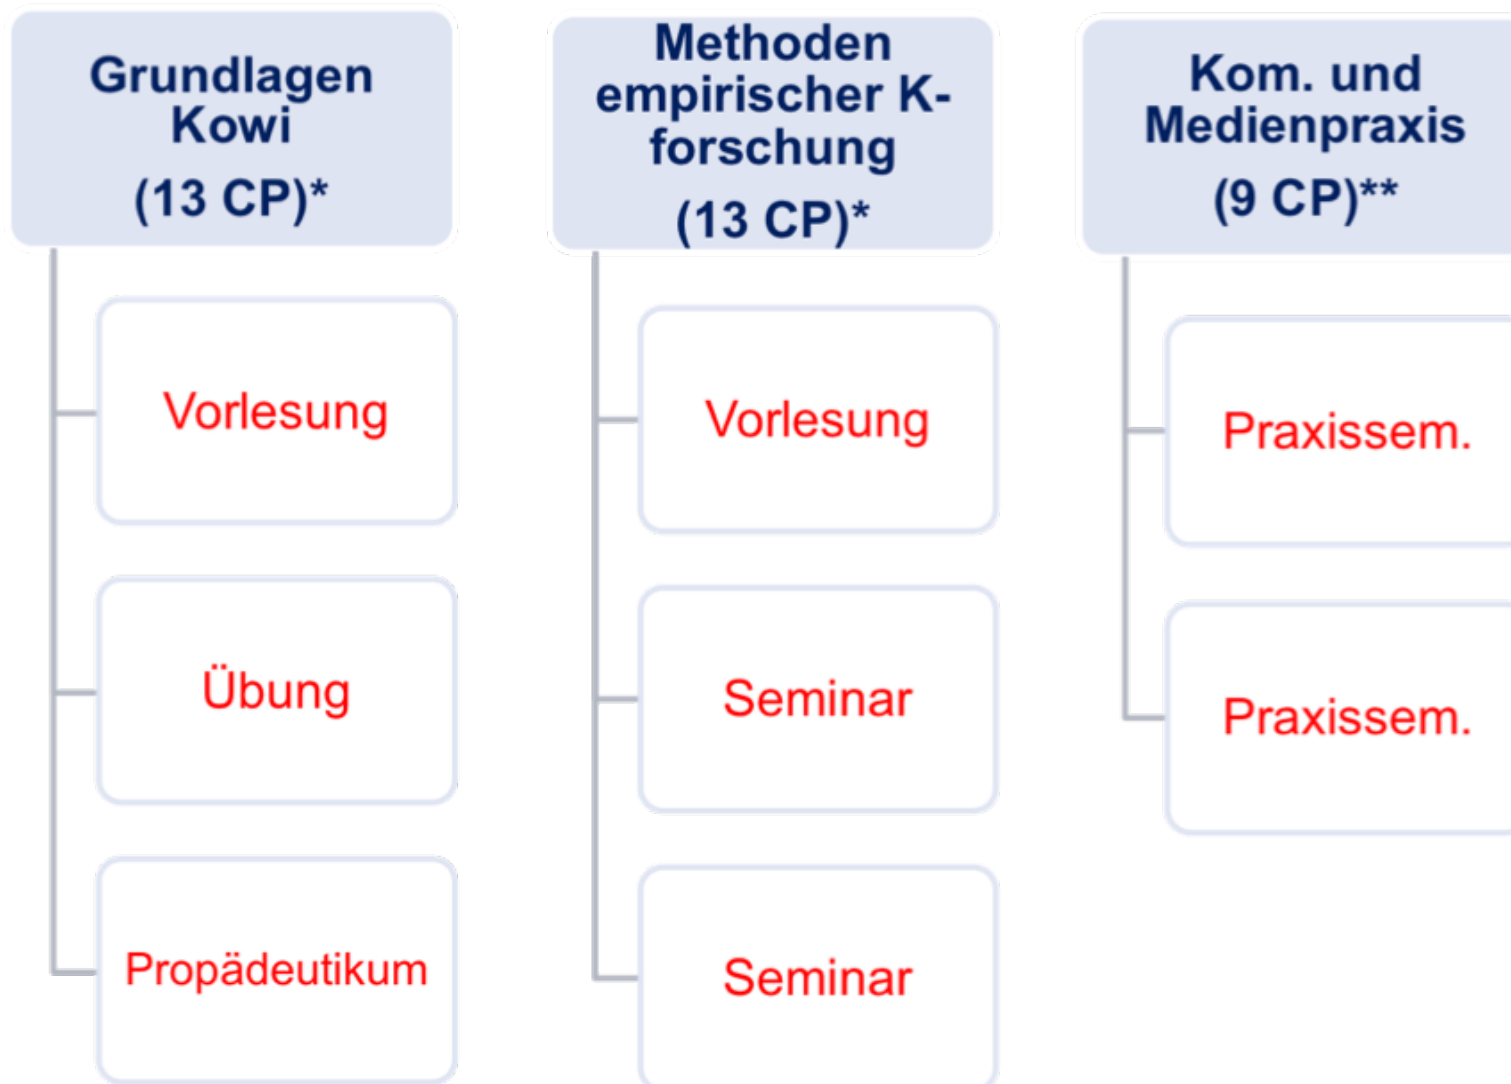 Grundlagen
Kowi
(13 CP)*
Vorlesung
Übung
Propädeutikum
Methoden
empirischer K-
forschung
(13 CP)*
Vorlesung
Seminar
Seminar
Kom. und
Medienpraxis
(9 CP)**
Praxissem.
Praxissem.